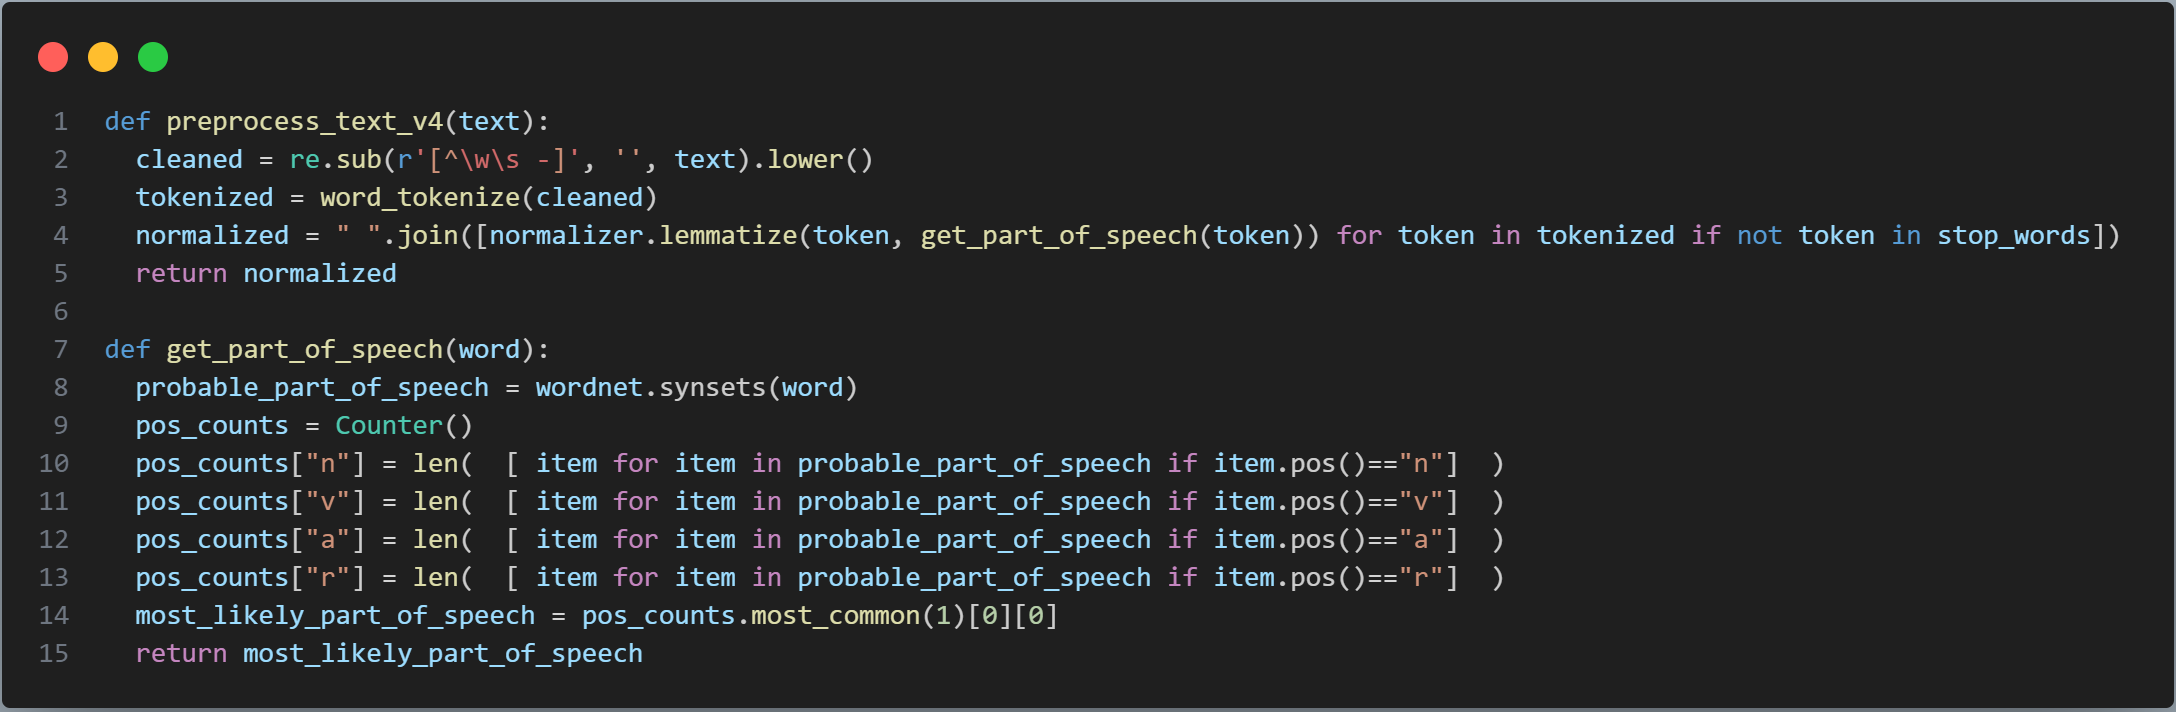 1 def preprocess_text_v4(text):
2   cleaned = re.sub(r'[^\w\s -]', '', text).lower()
3   tokenized = word_tokenize(cleaned)
4   normalized = " ".join([normalizer.lemmatize(token, get_part_of_speech(token)) for token in tokenized if not token in stop_words])
5   return normalized
6
7 def get_part_of_speech(word):
8   probable_part_of_speech = wordnet.synsets(word)
9   pos_counts = Counter()
10   pos_counts["n"] = len(  [ item for item in probable_part_of_speech if item.pos()=="n"]  )
11   pos_counts["v"] = len(  [ item for item in probable_part_of_speech if item.pos()=="v"]  )
12   pos_counts["a"] = len(  [ item for item in probable_part_of_speech if item.pos()=="a"]  )
13   pos_counts["r"] = len(  [ item for item in probable_part_of_speech if item.pos()=="r"]  )
14   most_likely_part_of_speech = pos_counts.most_common(1)[0][0]
15   return most_likely_part_of_speech